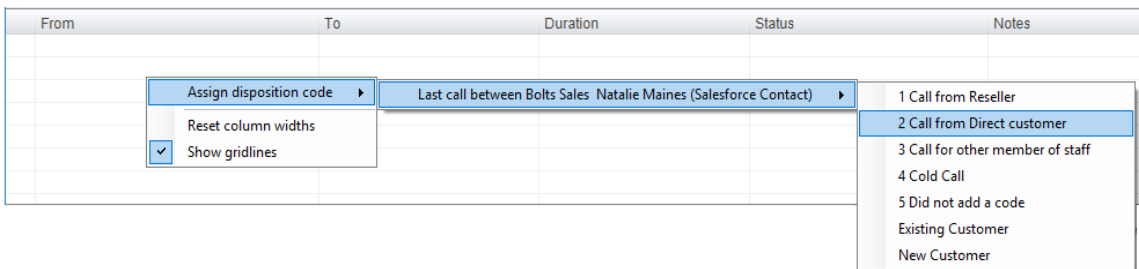 From To Duration Status Notes
Assign disposition code
Reset column widths
Show gridlines
Last call between Bolts Sales  Natalie Maines (Salesforce Contact)
1 Call from Reseller
2 Call from Direct customer
3 Call for other member of staff
4 Cold Call
5 Did not add a code
Existing Customer
New Customer